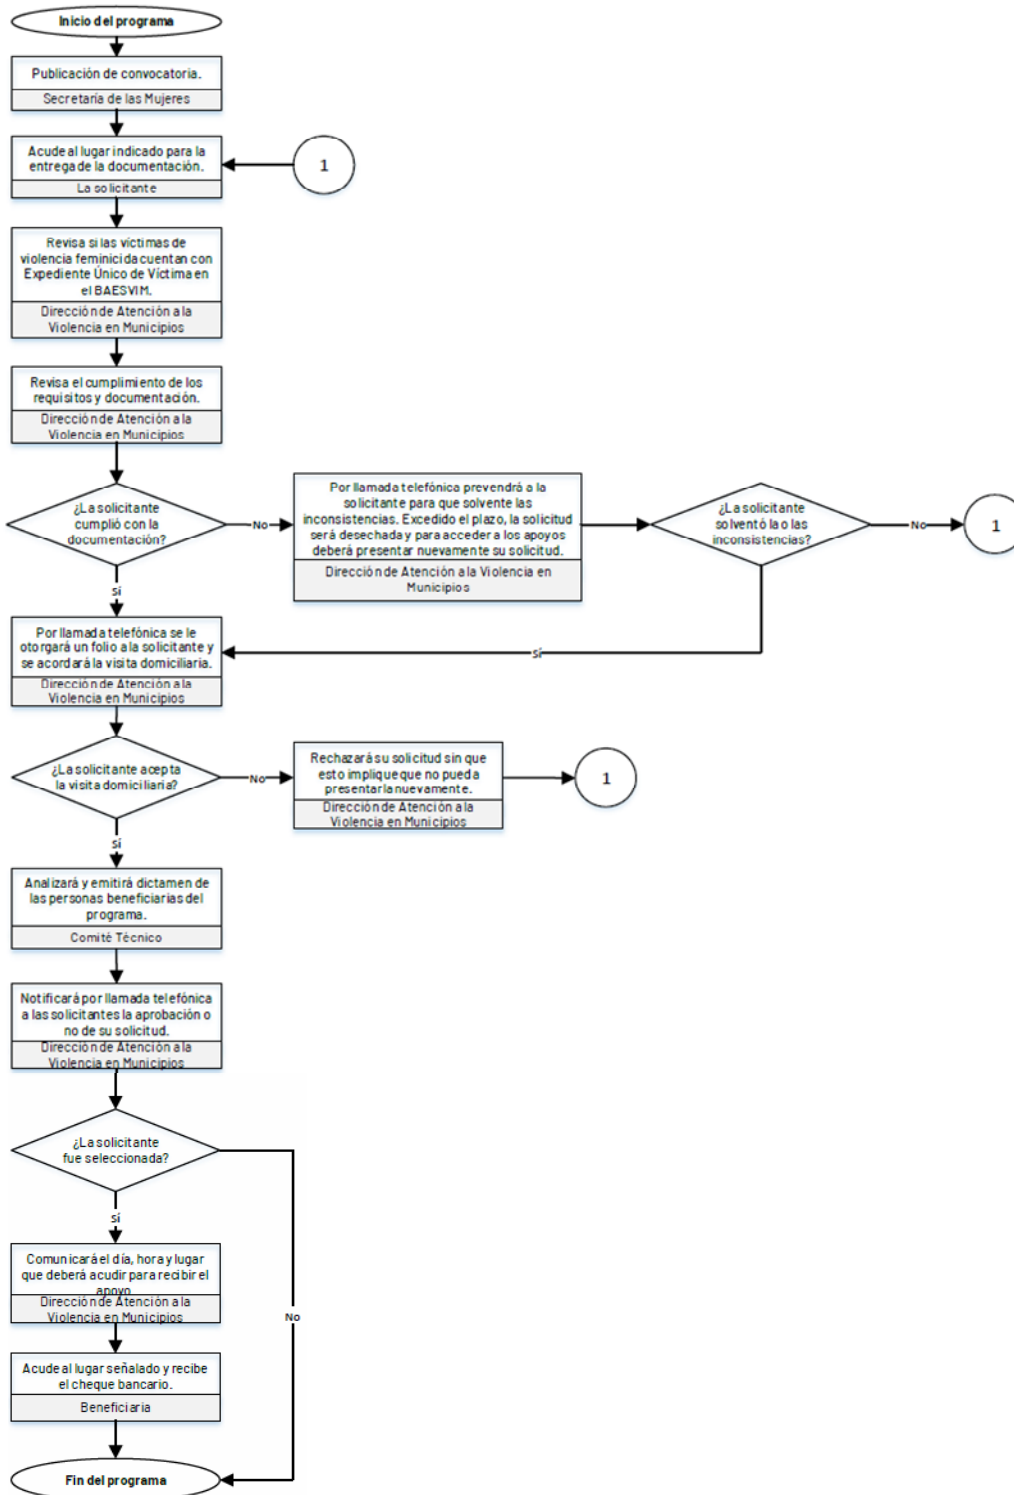 Inicio del programa
Publicación de convocatoria.
Secretaría de las Mujeres
Acude al lugar indicado para la
entrega de la documentación.
La solicitante
1
Revisa si las víctimas de
violencia feminicida cuentan con
Expediente Único de Víctima en
el BAESVIM.
Dirección de Atención a la
Violencia en Municipios
Revisa el cumplimiento de los
requisitos y documentación.
Dirección de Atención a la
Violencia en Municipios
¿La solicitante
cumplió con la
documentación?
No
Por llamada telefónica prevendrá a la
solicitante para que solvente las
inconsistencias. Excedido el plazo, la solicitud
será desechada y para acceder a los apoyos
deberá presentar nuevamente su solicitud.
Dirección de Atención a la Violencia en
Municipios
¿La solicitante
solventó la o las
inconsistencias?
No
1
sí
Por llamada telefónica se le
otorgará un folio a la solicitante y
se acordará la visita domiciliaria.
Dirección de Atención a la
Violencia en Municipios
sí
¿La solicitante acepta
la visita domiciliaria?
No
Rechazará su solicitud sin que
esto implique que no pueda
presentarla nuevamente.
Dirección de Atención a la
Violencia en Municipios
1
sí
Analizará y emitirá dictamen de
las personas beneficiarias del
programa.
Comité Técnico
Notificará por llamada telefónica
a las solicitantes la aprobación o
no de su solicitud.
Dirección de Atención a la
Violencia en Municipios
¿La solicitante
fue seleccionada?
sí
Comunicará el día, hora y lugar
que deberá acudir para recibir el
apoyo
Dirección de Atención a la
Violencia en Municipios
No
Acude al lugar señalado y recibe
el cheque bancario.
Beneficiaria
Fin del programa